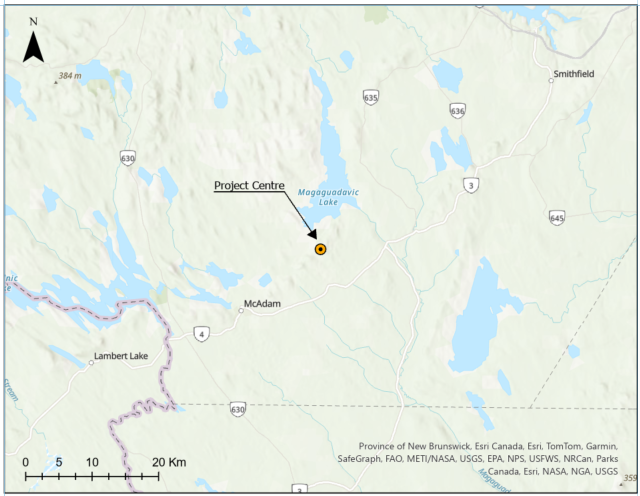 N
384 m
Smithfield
635
636
630
Project Centre
Magaguadavic
Lake
3
645
McAdam
4
Lambert Lake
630
Stream
Province of New Brunswick, Esri Canada, Esri, TomTom, Garmin,
SafeGraph, FAO, METI/NASA, USGS, EPA, NPS, USFWS, NRCan, Parks
Canada, Esri, NASA, NGA, USGS
0 5 10 20 Km
3
359